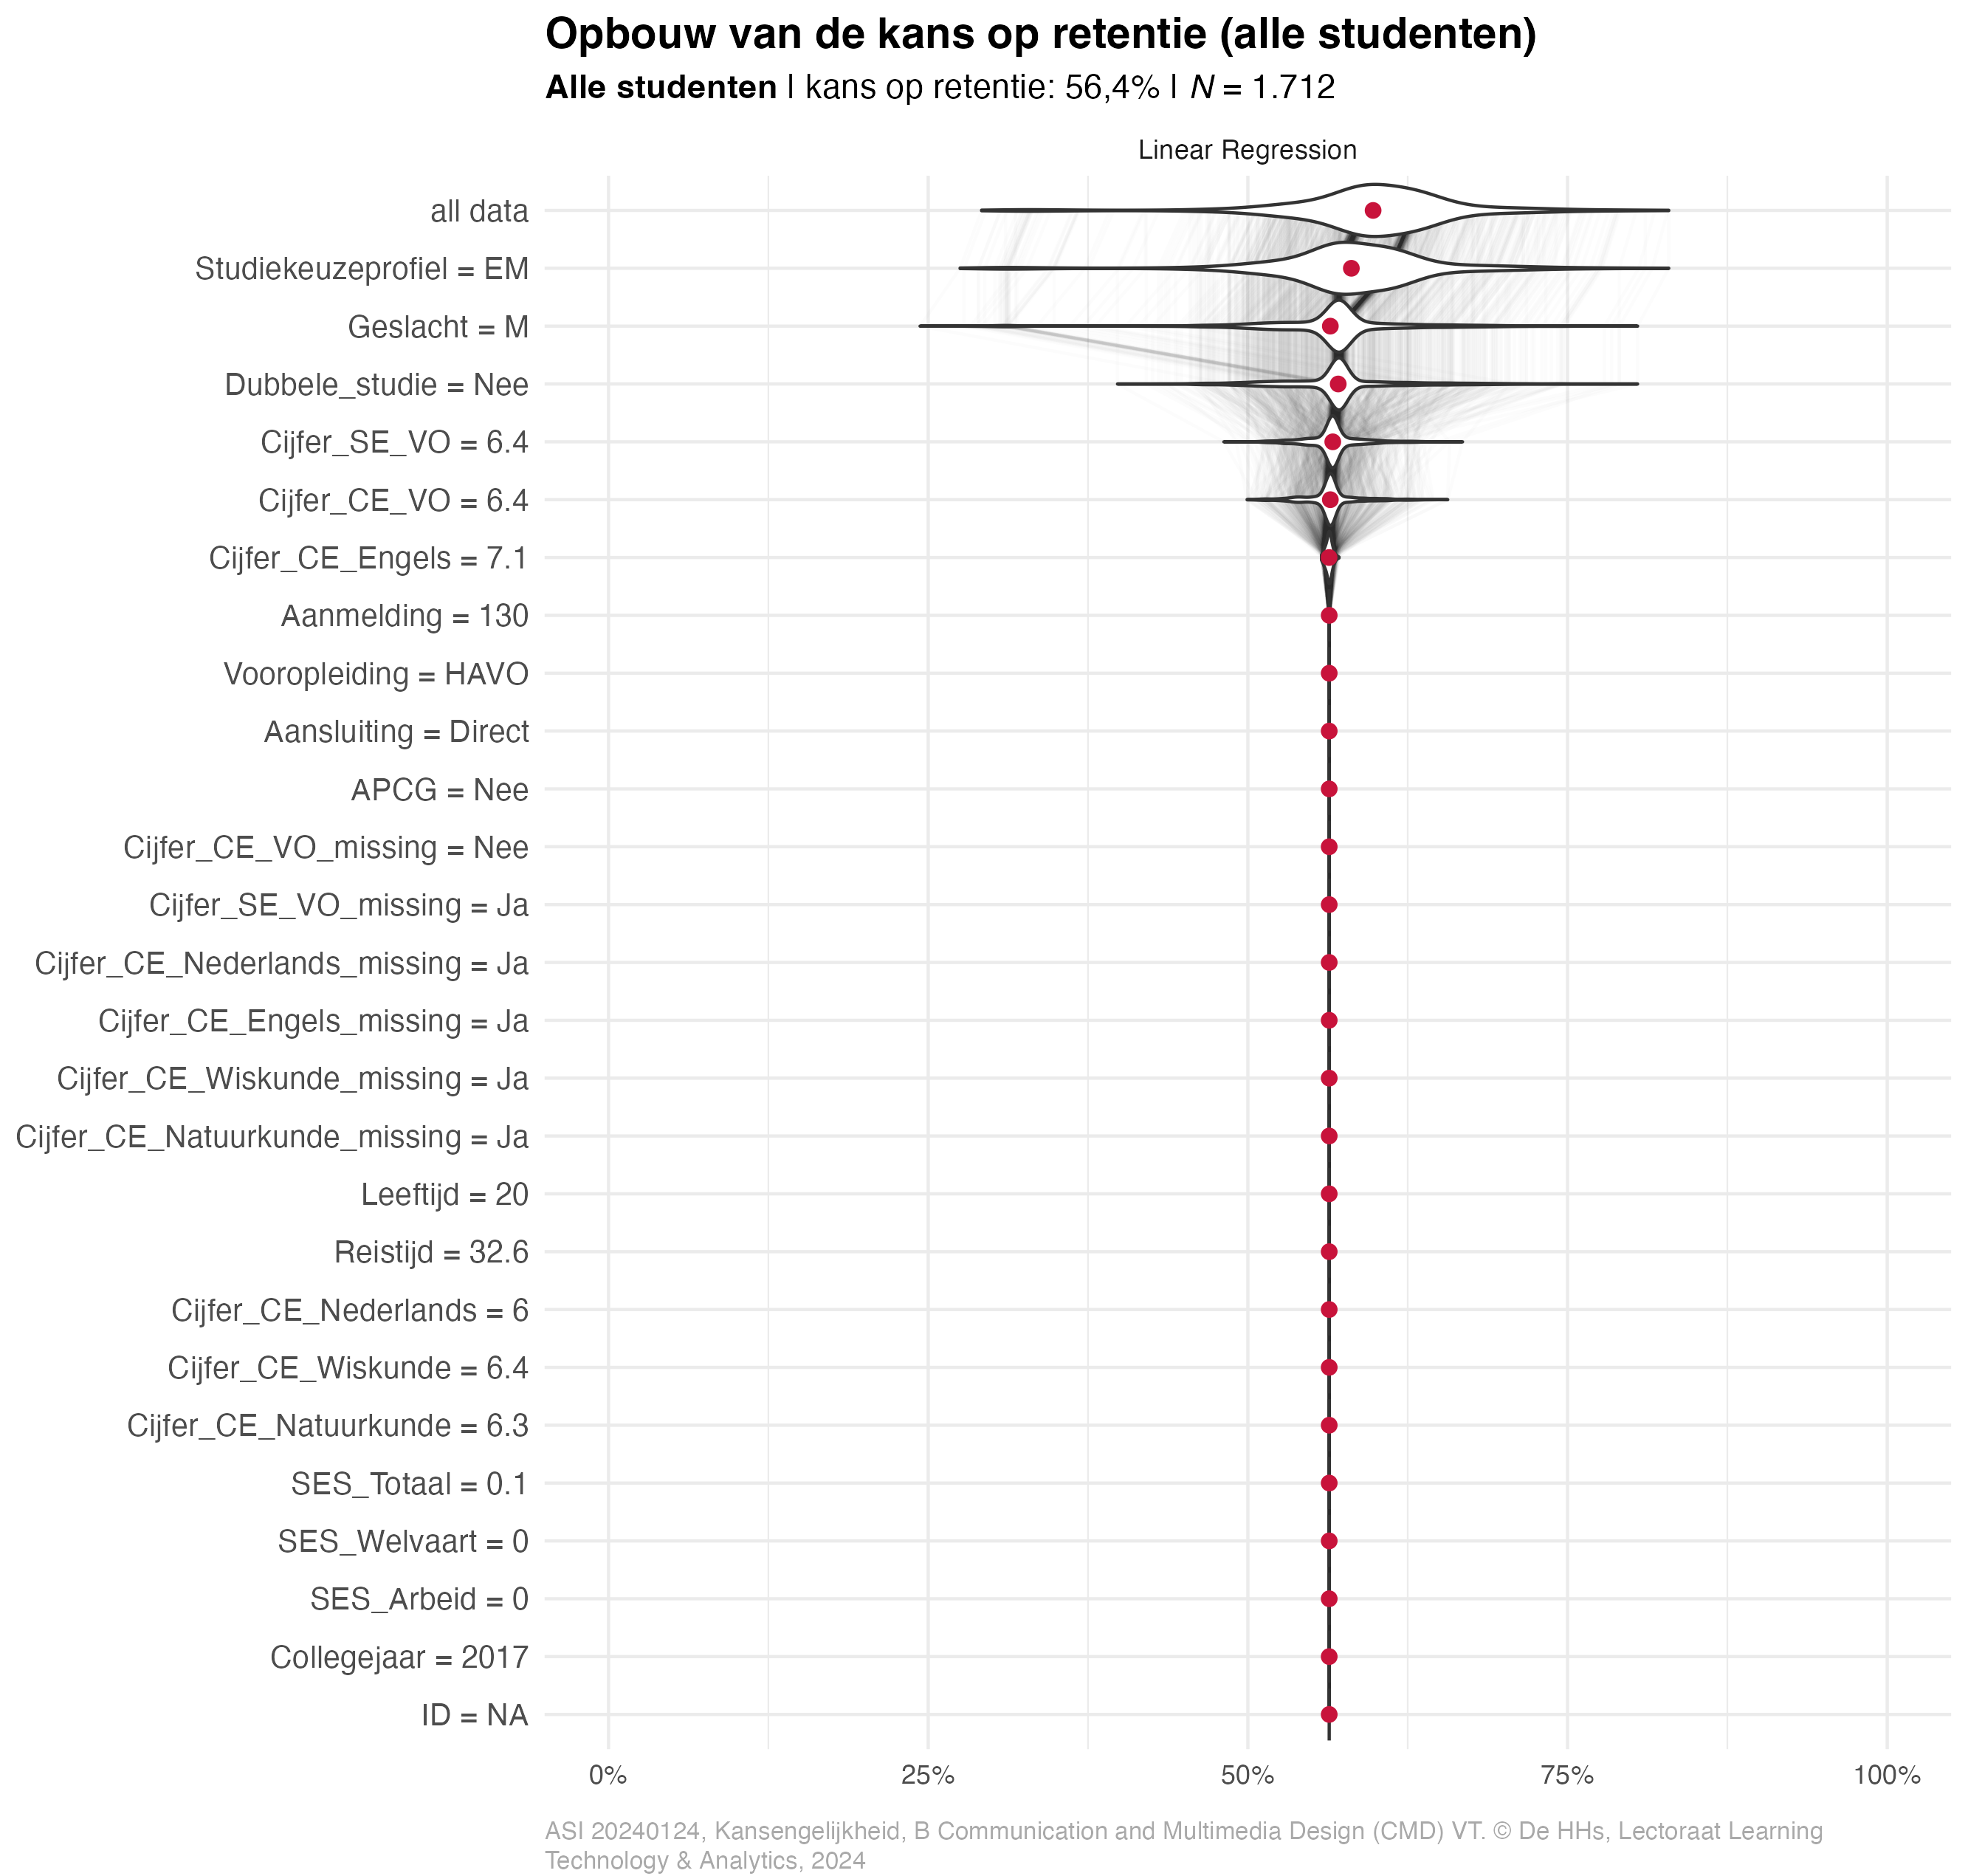 Opbouw van de kans op retentie (alle studenten)
Alle studenten | kans op retentie: 56,4% | N = 1.712
Linear Regression
all data
Studiekeuzeprofiel = EM
Geslacht = M
Dubbele_studie = Nee
Cijfer_SE_VO = 6.4
Cijfer_CE_VO = 6.4
Cijfer_CE_Engels = 7.1
Aanmelding = 130
Vooropleiding = HAVO
Aansluiting = Direct
APCG = Nee
Cijfer_CE_VO_missing = Nee
Cijfer_SE_VO_missing = Ja
Cijfer_CE_Nederlands_missing = Ja
Cijfer_CE_Engels_missing = Ja
Cijfer_CE_Wiskunde_missing = Ja
Cijfer_CE_Natuurkunde_missing = Ja
Leeftijd = 20
Reistijd = 32.6
Cijfer_CE_Nederlands = 6
Cijfer_CE_Wiskunde = 6.4
Cijfer_CE_Natuurkunde = 6.3
SES_Totaal = 0.1
SES_Welvaart = 0
SES_Arbeid = 0
Collegejaar = 2017
ID = NA
0% 25% 50% 75% 100%
ASI 20240124, Kansengelijkheid, B Communication and Multimedia Design (CMD) VT. © De HHs, Lectoraat Learning
Technology & Analytics, 2024